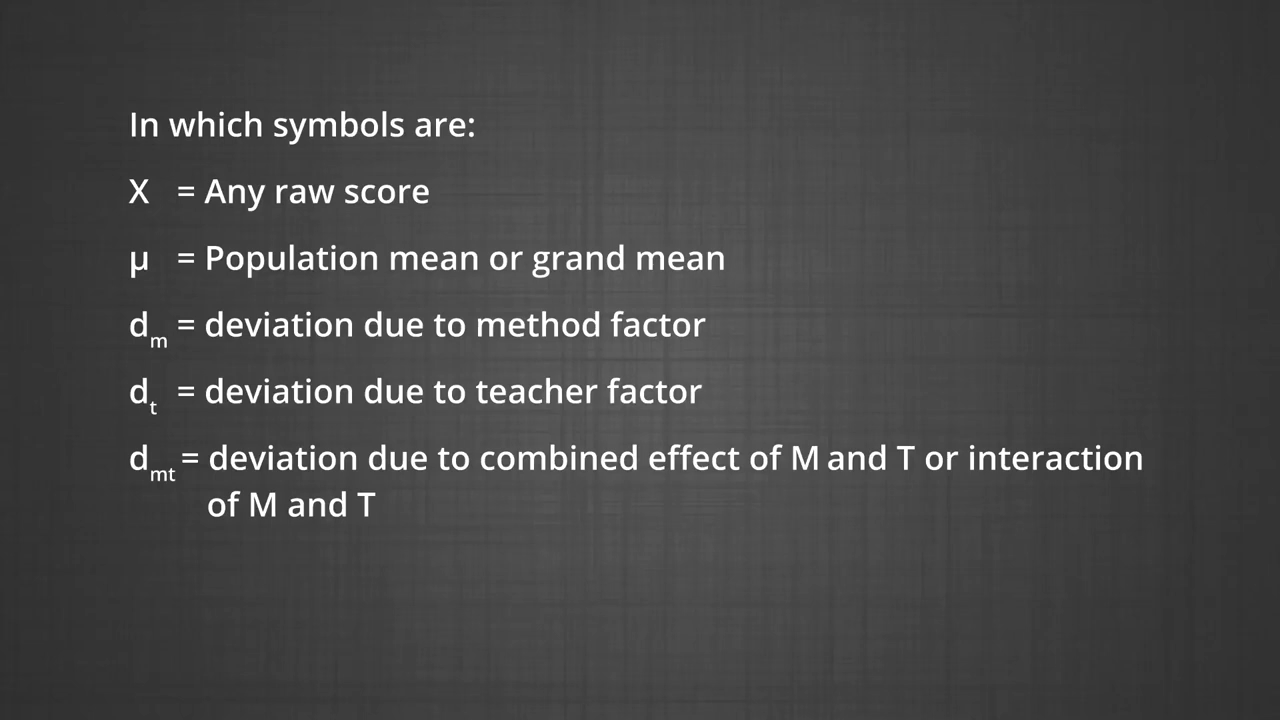 In which symbols are:
X = Any raw score
μ = Population mean or grand mean
dm = deviation due to method factor
dt = deviation due to teacher factor
dmt = deviation due to combined effect of M and T or interaction
of M and T